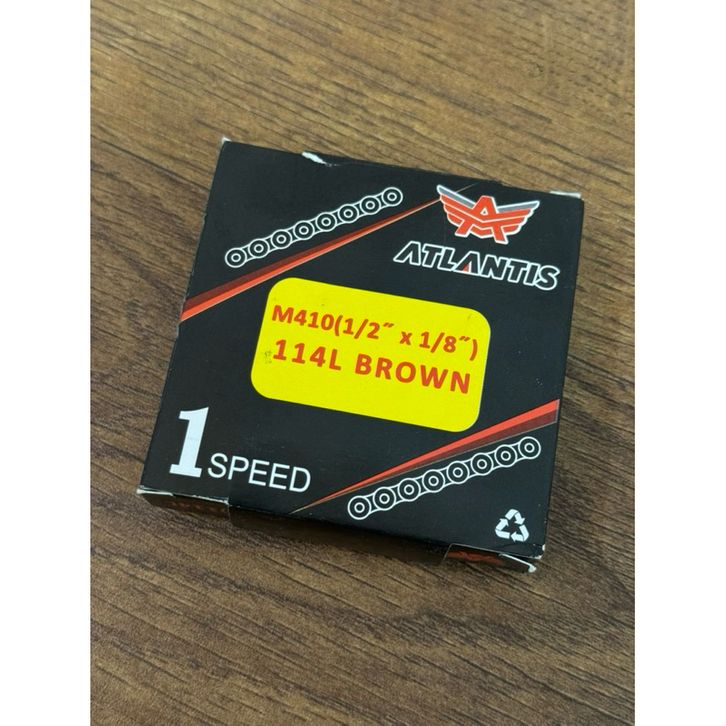 ATLANTIS
M410(1/2″ x 1/8″)
114L BROWN
1 SPEED